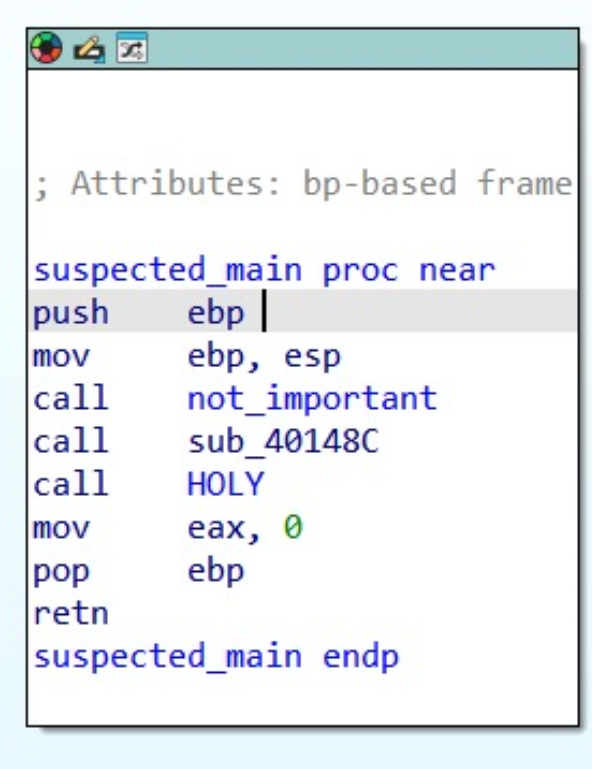 ; Attributes: bp-based frame
suspected_main proc near
push    ebp
mov     ebp, esp
call    not_important
call    sub_40148C
call    HOLY
mov     eax, 0
pop     ebp
retn
suspected_main endp